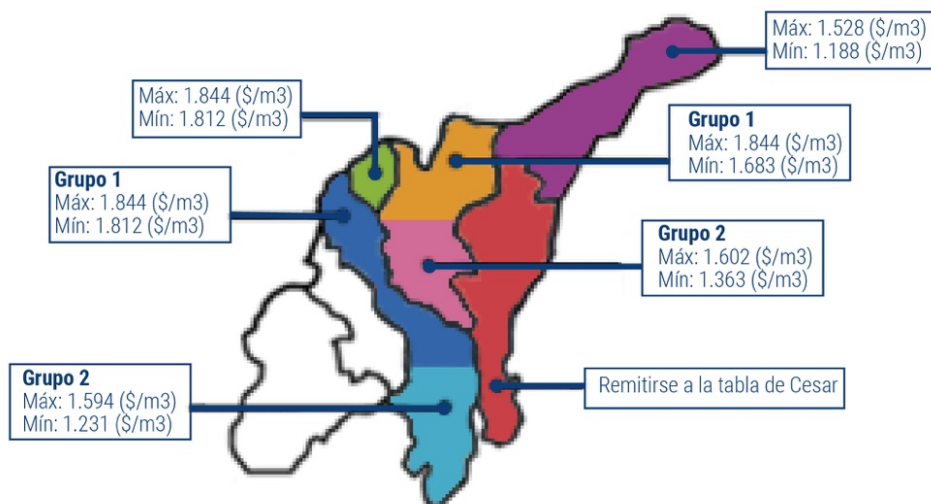 Máx: 1.528 ($/m3)
Mín: 1.188 ($/m3)
Máx: 1.844 ($/m3)
Mín: 1.812 ($/m3)
Grupo 1
Máx: 1.844 ($/m3)
Mín: 1.683 ($/m3)
Grupo 1
Máx: 1.844 ($/m3)
Mín: 1.812 ($/m3)
Grupo 2
Máx: 1.602 ($/m3)
Mín: 1.363 ($/m3)
Grupo 2
Máx: 1.594 ($/m3)
Mín: 1.231 ($/m3)
Remitirse a la tabla de Cesar